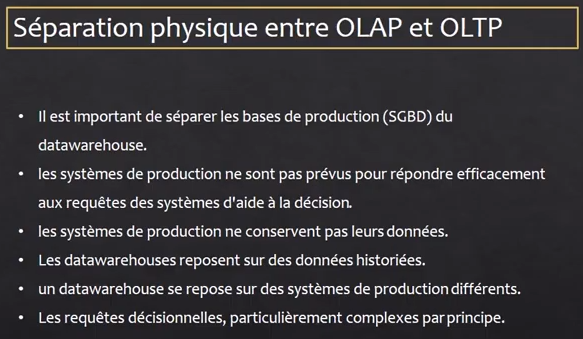 Séparation physique entre OLAP et OLTP
• Il est important de séparer les bases de production (SGBD) du
datawarehouse.
• les systèmes de production ne sont pas prévus pour répondre efficacement
aux requêtes des systèmes d'aide à la décision.
• les systèmes de production ne conservent pas leurs données.
• Les datawarehouses reposent sur des données historiées.
• un datawarehouse se repose sur des systèmes de production différents.
• Les requêtes décisionnelles, particulièrement complexes par principe.